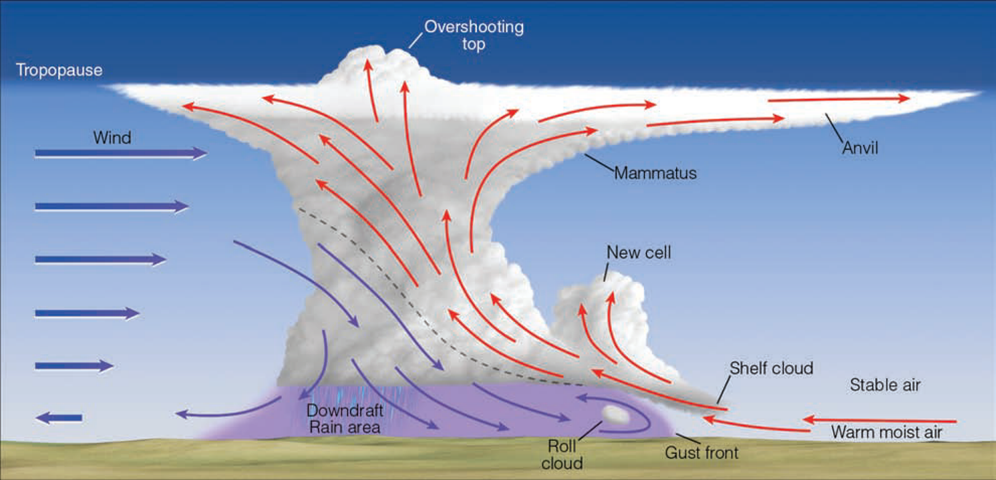 Overshooting
top
Tropopause
Wind
Anvil
Mammatus
New cell
Shelf cloud
Stable air
Downdraft
Rain area
Warm moist air
Roll
cloud
Gust front